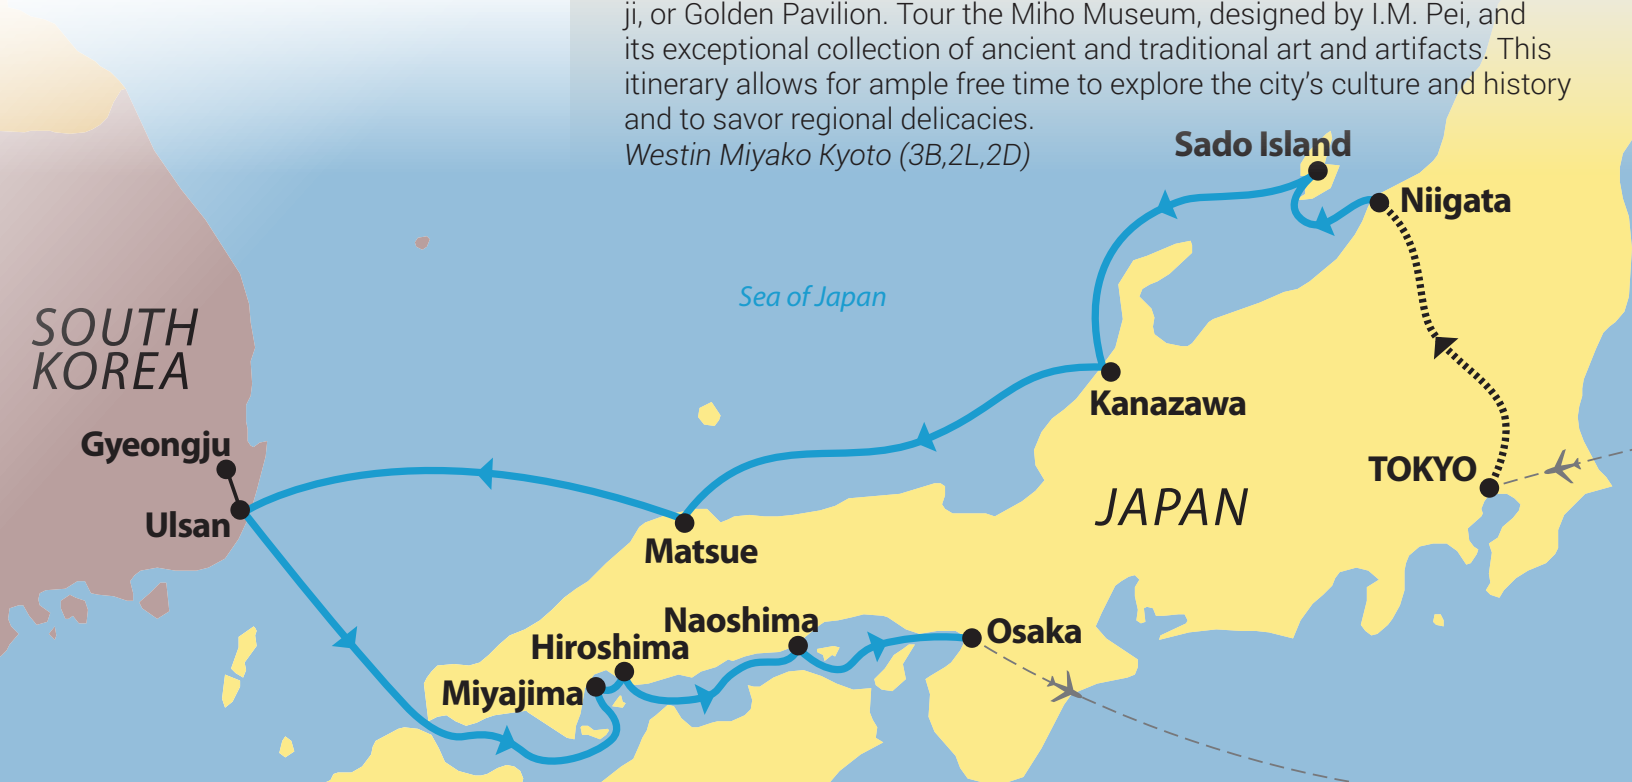 ji, or Golden Pavilion. Tour the Miho Museum, designed by I.M. Pei, and
its exceptional collection of ancient and traditional art and artifacts. This
itinerary allows for ample free time to explore the city’s culture and history
and to savor regional delicacies.
Westin Miyako Kyoto (3B,2L,2D)
Sado Island
Niigata
Sea of Japan
SOUTH
KOREA
Kanazawa
Gyeongju
TOKYO
JAPAN
Ulsan
Matsue
Naoshima
Osaka
Hiroshima
Miyajima